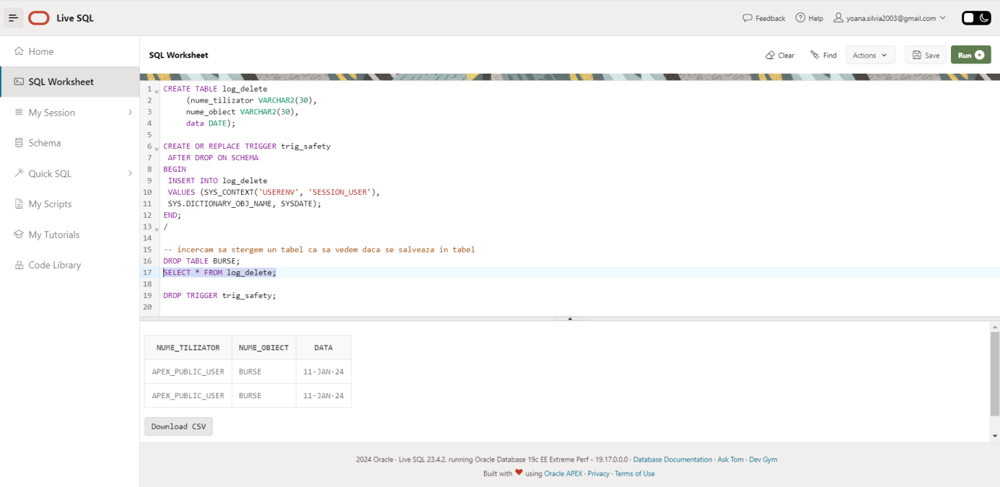 Live SQL
Feedback
Help
yoana.silvia2003@gmail.com
Home
SQL Worksheet
My Session
Schema
Quick SQL
My Scripts
My Tutorials
Code Library
SQL Worksheet
Clear
Find
Actions
Save
Run
1 CREATE TABLE log_delete
2 (nume_tilizator VARCHAR2(30),
3 nume_obiect VARCHAR2(30),
4 data DATE);
5
6 CREATE OR REPLACE TRIGGER trig_safety
7 AFTER DROP ON SCHEMA
8 BEGIN
9 INSERT INTO log_delete
10 VALUES (SYS_CONTEXT('USERENV', 'SESSION_USER'),
11 SYS.DICTIONARY_OBJ_NAME, SYSDATE);
12 END;
13 /
14
15 -- incercam sa stergem un tabel ca sa vedem daca se salveaza in tabel
16 DROP TABLE BURSE;
17 SELECT * FROM log_delete;
18
19 DROP TRIGGER trig_safety;
20
NUME_TILIZATOR NUME_OBIECT DATA
APEX_PUBLIC_USER BURSE 11-JAN-24
APEX_PUBLIC_USER BURSE 11-JAN-24
Download CSV
2024 Oracle · Live SQL 23.4.2, running Oracle Database 19c EE Extreme Perf - 19.17.0.0.0 · Database Documentation · Ask Tom · Dev Gym
Built with ❤ using Oracle APEX · Privacy · Terms of Use